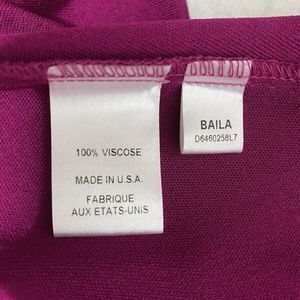 100% VISCOSE
MADE IN U.S.A.
FABRIQUE
AUX ETATS-UNIS
BAILA
D6460258L7